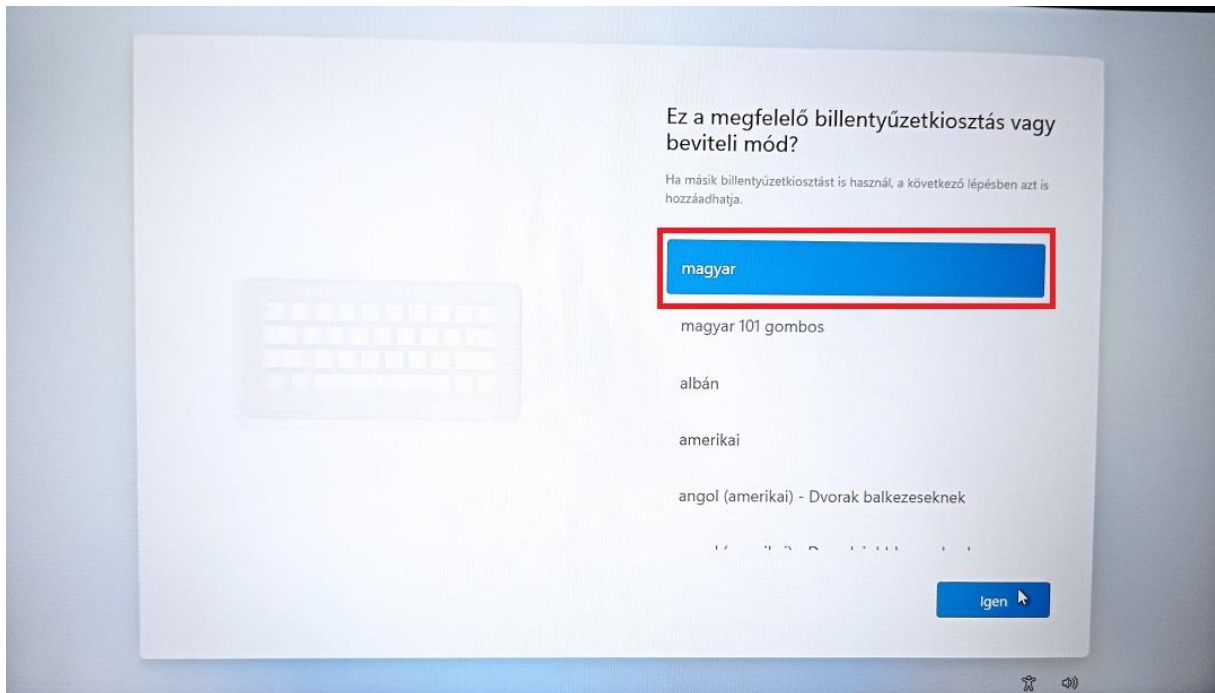 Ez a megfelelő billentyűzetkiosztás vagy
beviteli mód?
Ha másik billentyűzetkiosztást is használ, a következő lépésben azt is
hozzáadhatja.
magyar
magyar 101 gombos
albán
amerikai
angol (amerikai) - Dvorak balkezeseknek
Igen